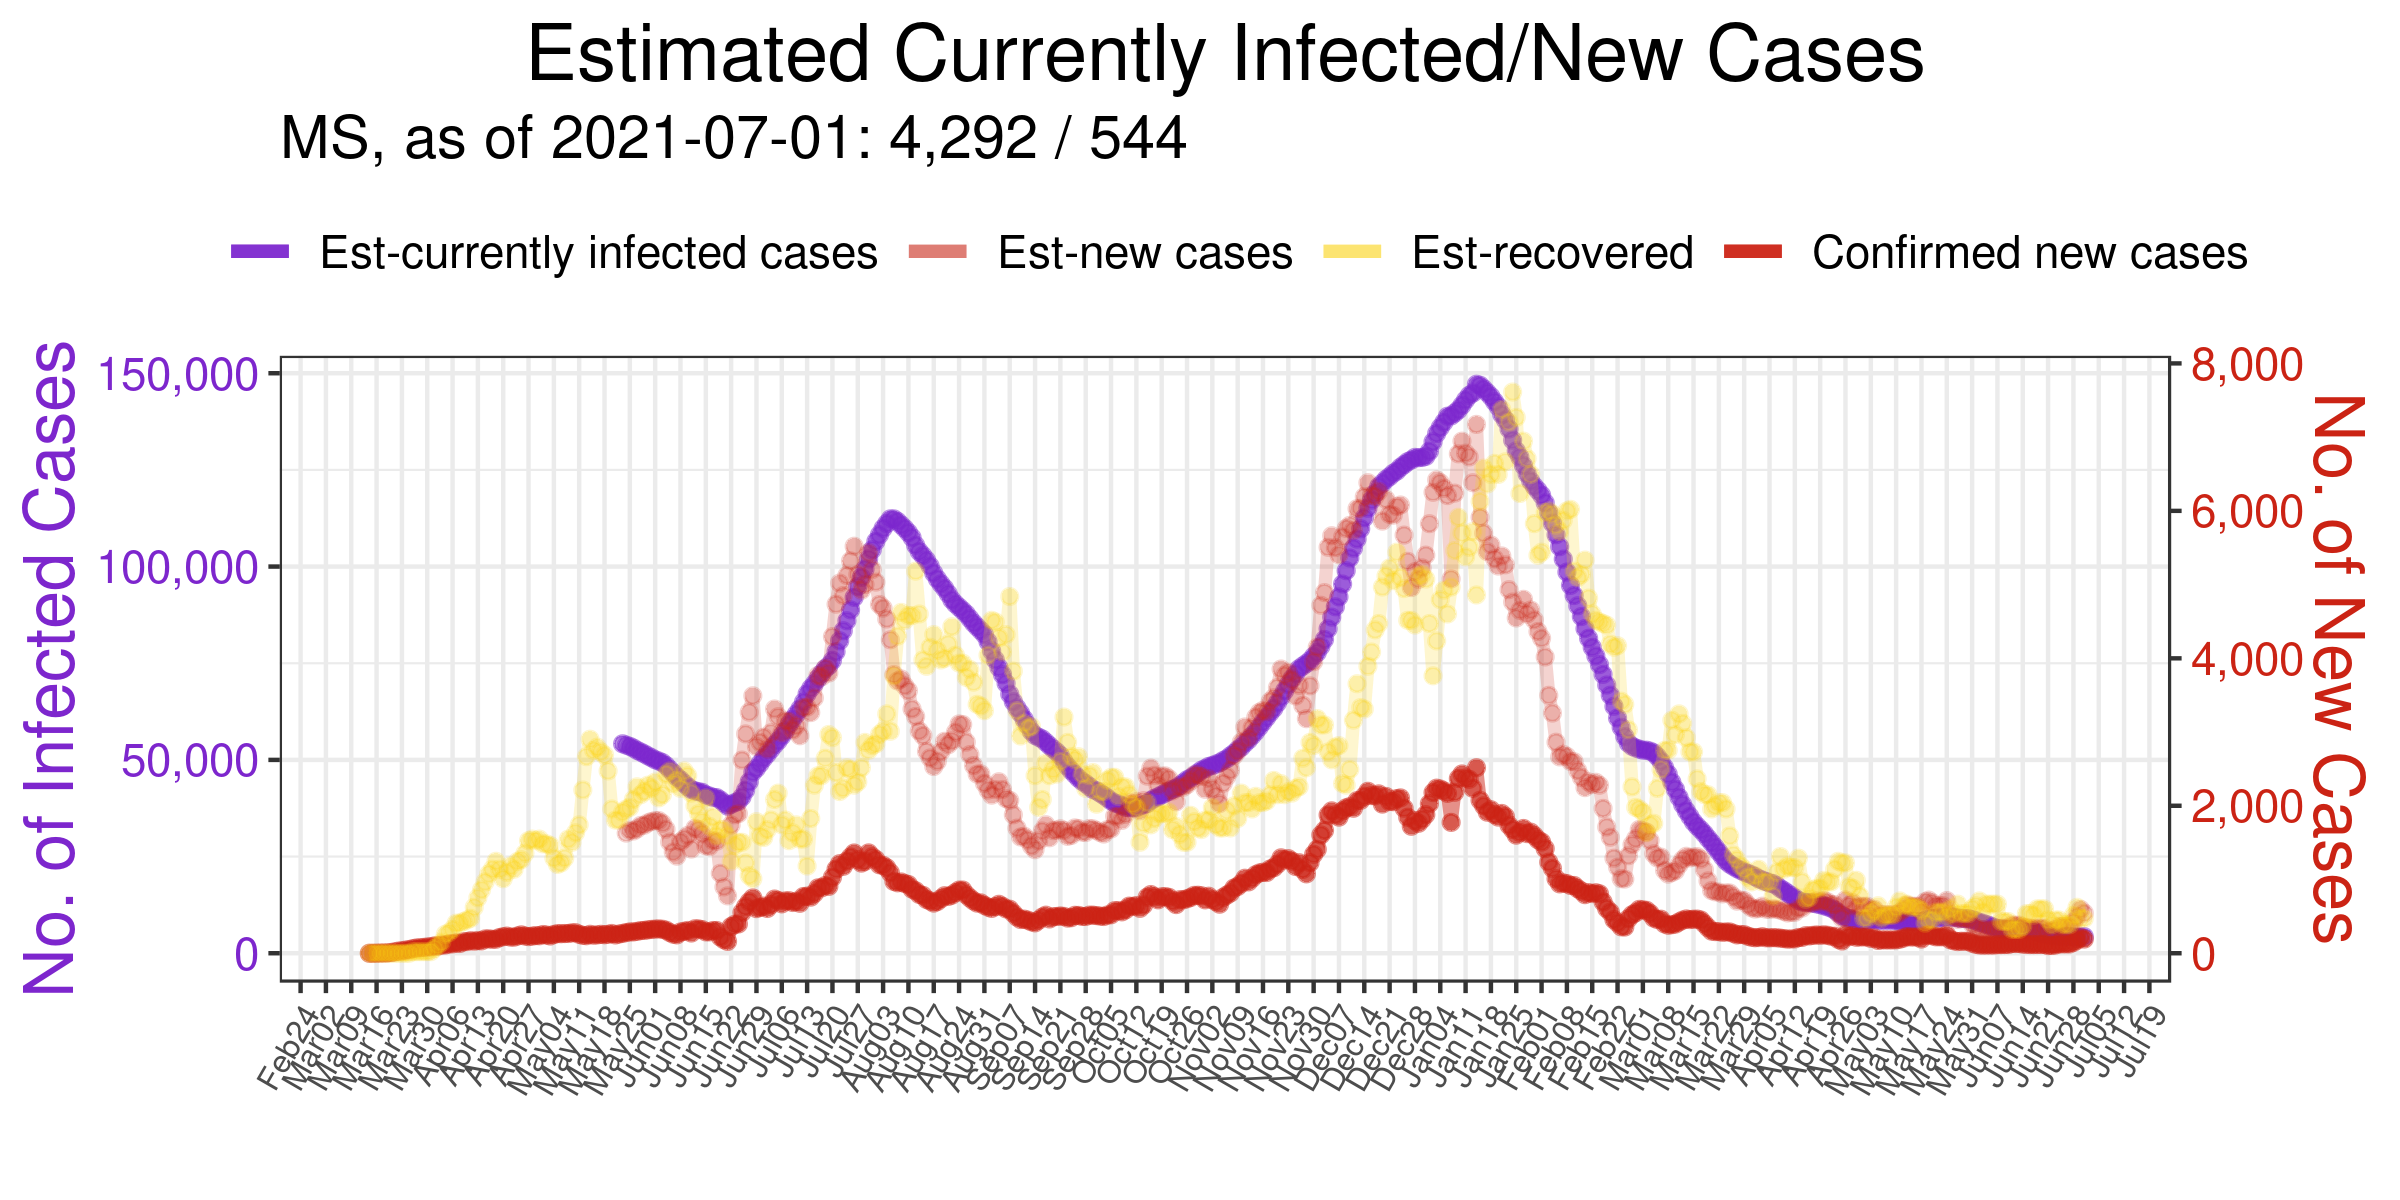 Estimated Currently Infected/New Cases
MS, as of 2021-07-01: 4,292 / 544
Est-currently infected cases
Est-new cases
Est-recovered
Confirmed new cases
No. of Infected Cases
150,000
100,000
50,000
0
8,000
6,000
4,000
2,000
0
No. of New Cases
Feb24
Mar02
Mar09
Mar16
Mar23
Mar30
Apr06
Apr13
Apr20
Apr27
May04
May11
May18
May25
Jun01
Jun08
Jun15
Jun22
Jun29
Jul06
Jul13
Jul20
Jul27
Aug03
Aug10
Aug17
Aug24
Aug31
Sep07
Sep14
Sep21
Sep28
Oct05
Oct12
Oct19
Oct26
Nov02
Nov09
Nov16
Nov23
Nov30
Dec07
Dec14
Dec21
Dec28
Jan04
Jan11
Jan18
Jan25
Feb01
Feb08
Feb15
Feb22
Mar01
Mar08
Mar15
Mar22
Mar29
Apr05
Apr12
Apr19
Apr26
May03
May10
May17
May24
May31
Jun07
Jun14
Jun21
Jun28
Jul05
Jul12
Jul19